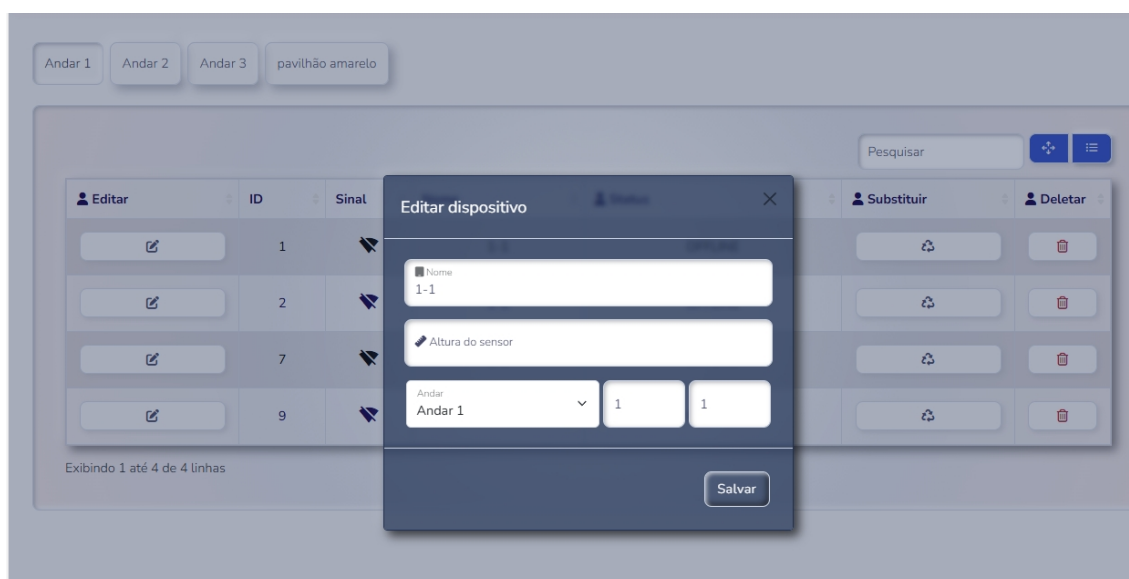 Andar 1 Andar 2 Andar 3 pavilhão amarelo
Pesquisar
Editar ID Sinal Substituir Deletar
Editar dispositivo
1
Nome
1-1
2
Altura do sensor
7
Andar
Andar 1 1 1
9
Exibindo 1 até 4 de 4 linhas
Salvar